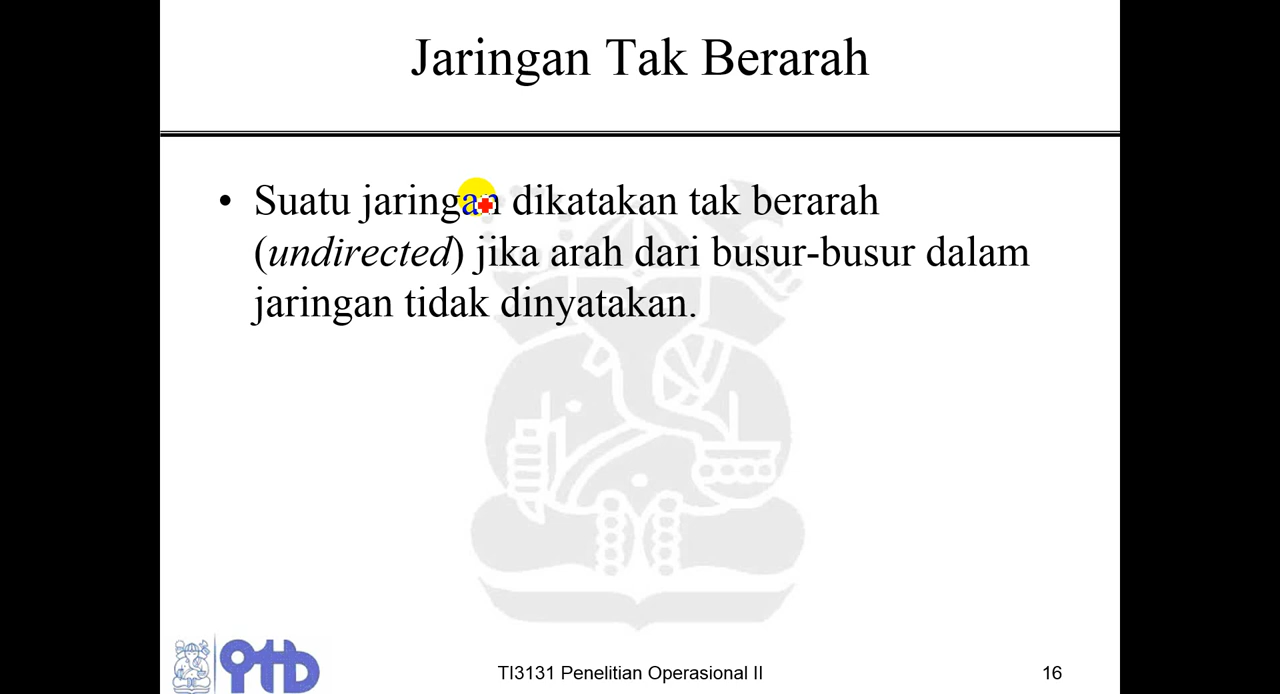 Jaringan Tak Berarah
• Suatu jaringan dikatakan tak berarah
(undirected) jika arah dari busur-busur dalam
jaringan tidak dinyatakan.
itb
TI3131 Penelitian Operasional II
16